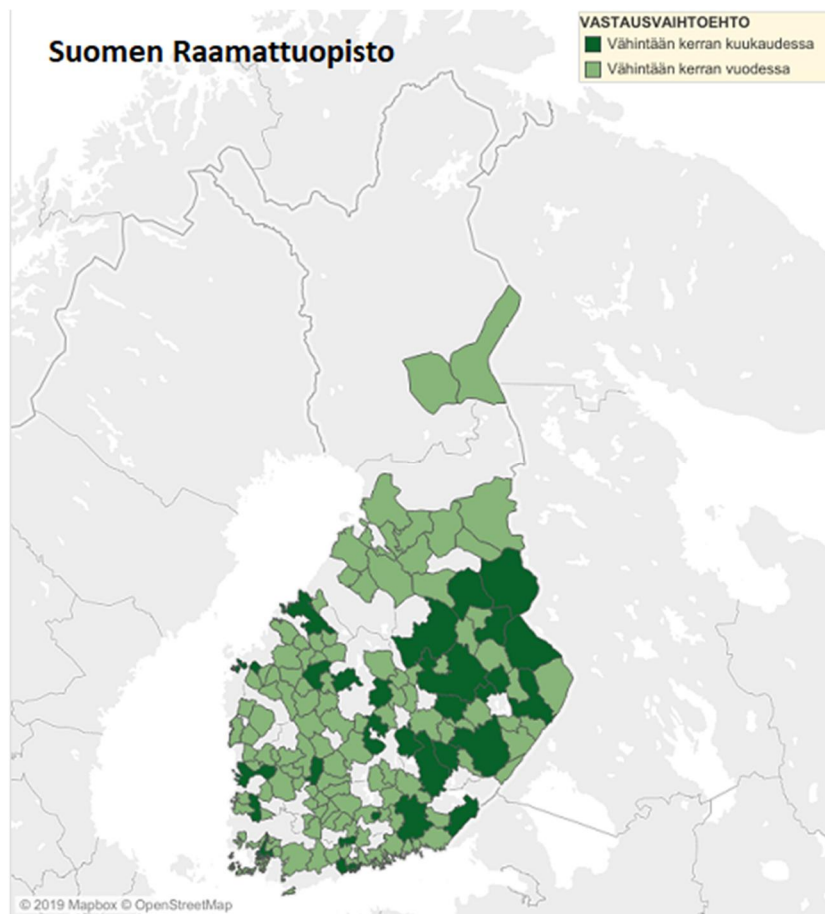 Suomen Raamattuopisto
VASTAUSVAIHTOEHTO
Vähintään kerran kuukaudessa
Vähintään kerran vuodessa
© 2019 Mapbox © OpenStreetMap